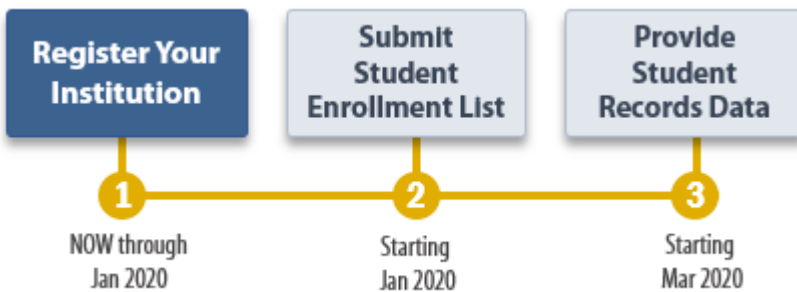 Register Your
Institution
Submit
Student
Enrollment List
Provide
Student
Records Data
1
2
3
NOW through
Jan 2020
Starting
Jan 2020
Starting
Mar 2020